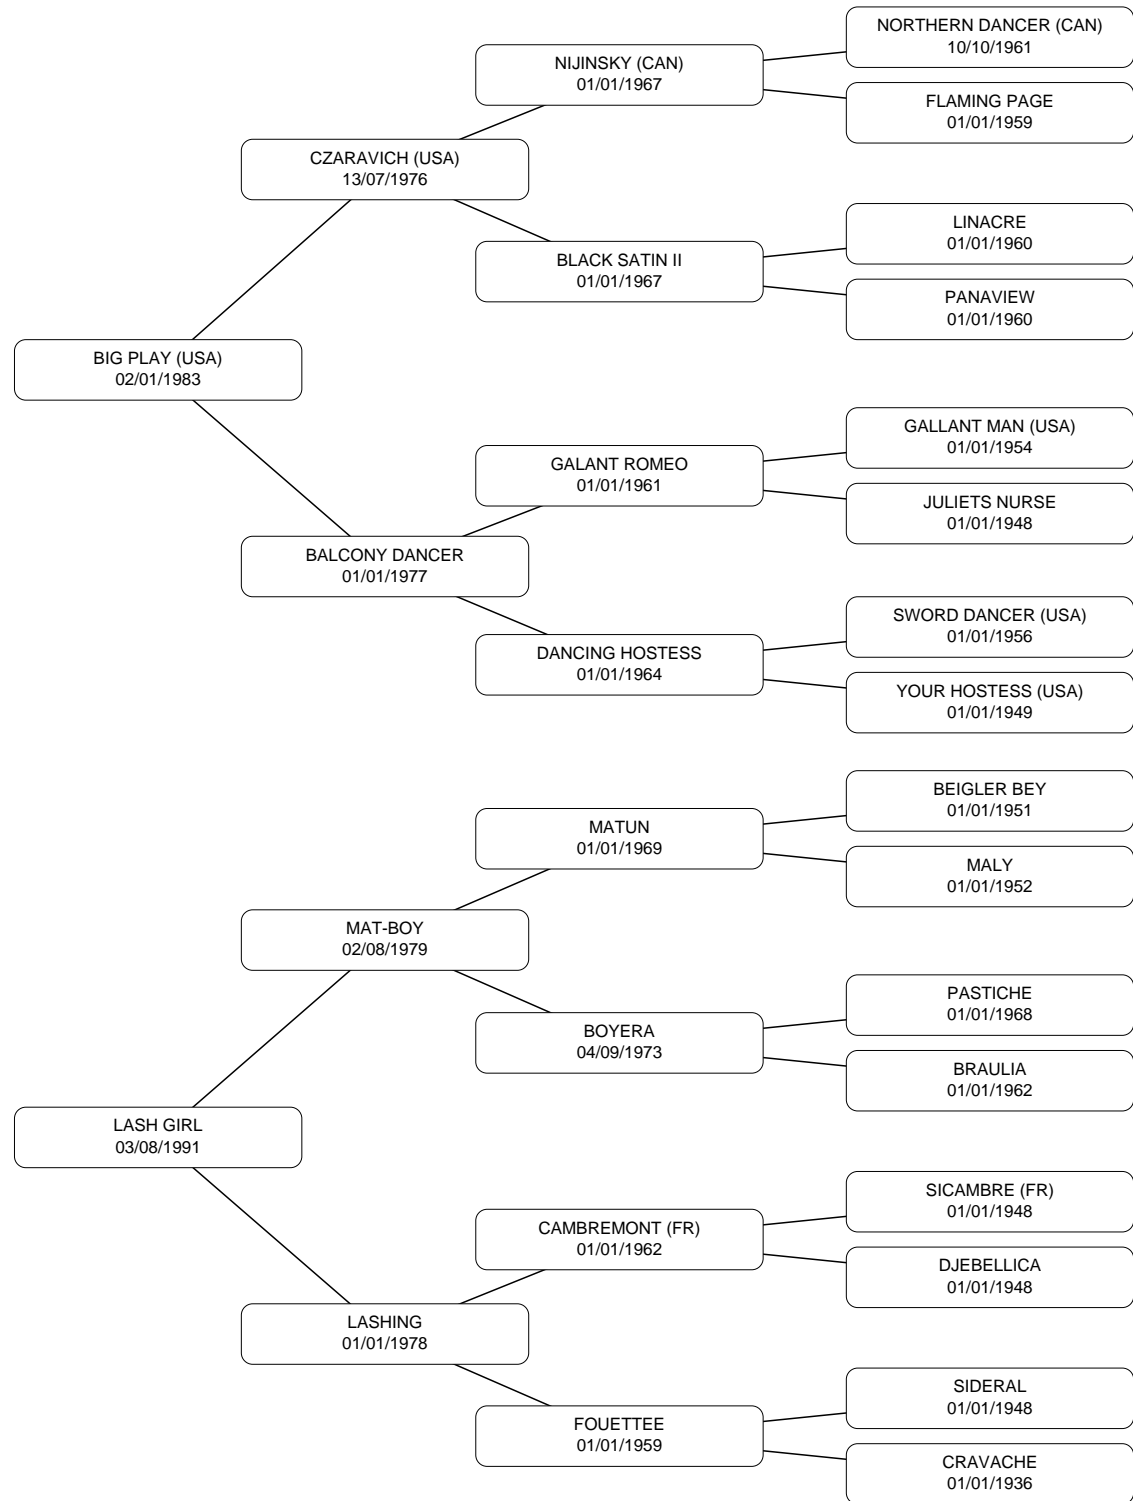 NORTHERN DANCER (CAN)
10/10/1961
NIJINSKY (CAN)
01/01/1967
FLAMING PAGE
01/01/1959
CZARAVICH (USA)
13/07/1976
LINACRE
01/01/1960
BLACK SATIN II
01/01/1967
PANAVIEW
01/01/1960
BIG PLAY (USA)
02/01/1983
GALLANT MAN (USA)
01/01/1954
GALANT ROMEO
01/01/1961
JULIETS NURSE
01/01/1948
BALCONY DANCER
01/01/1977
SWORD DANCER (USA)
01/01/1956
DANCING HOSTESS
01/01/1964
YOUR HOSTESS (USA)
01/01/1949
BEIGLER BEY
01/01/1951
MATUN
01/01/1969
MALY
01/01/1952
MAT-BOY
02/08/1979
PASTICHE
01/01/1968
BOYERA
04/09/1973
BRAULIA
01/01/1962
LASH GIRL
03/08/1991
SICAMBRE (FR)
01/01/1948
CAMBREMONT (FR)
01/01/1962
DJEBELLICA
01/01/1948
LASHING
01/01/1978
SIDERAL
01/01/1948
FOUETTEE
01/01/1959
CRAVACHE
01/01/1936